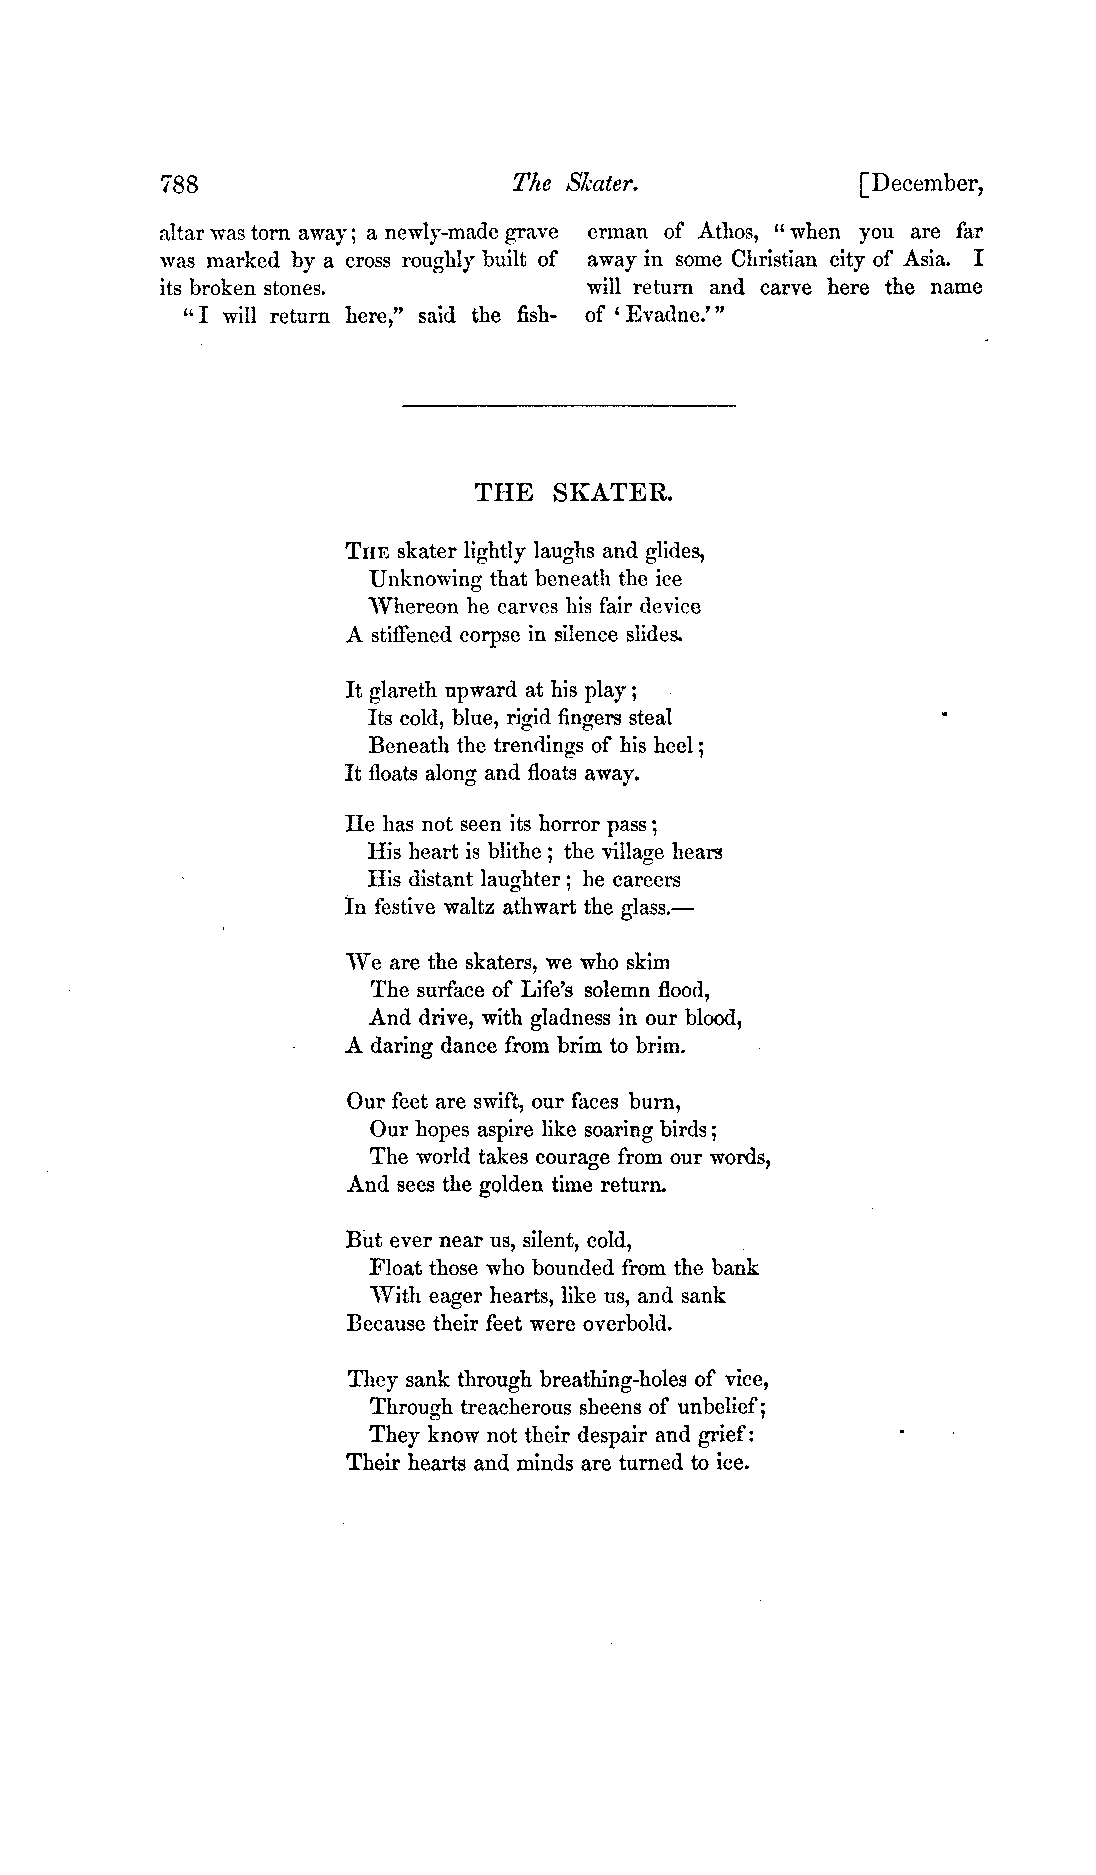 788 The Skater. [December,
altar was torn away; a newly-made grave
was marked by a cross roughly built of
its broken stones.
"I will return here," said the fish-
erman of Athos, "when you are far
away in some Christian city of Asia. I
will return and carve here the name
of 'Evadne.'"
THE SKATER.
THE skater lightly laughs and glides,
Unknowing that beneath the ice
Whereon he carves his fair device
A stiffened corpse in silence slides.
It glareth upward at his play;
Its cold, blue, rigid fingers steal
Beneath the trendings of his heel;
It floats along and floats away.
He has not seen its horror pass;
His heart is blithe; the village hears
His distant laughter; he careers
In festive waltz athwart the glass.—
We are the skaters, we who skim
The surface of Life's solemn flood,
And drive, with gladness in our blood,
A daring dance from brim to brim.
Our feet are swift, our faces burn,
Our hopes aspire like soaring birds;
The world takes courage from our words,
And sees the golden time return.
But ever near us, silent, cold,
Float those who bounded from the bank
With eager hearts, like us, and sank
Because their feet were overbold.
They sank through breathing-holes of vice,
Through treacherous sheens of unbelief;
They know not their despair and grief:
Their hearts and minds are turned to ice.